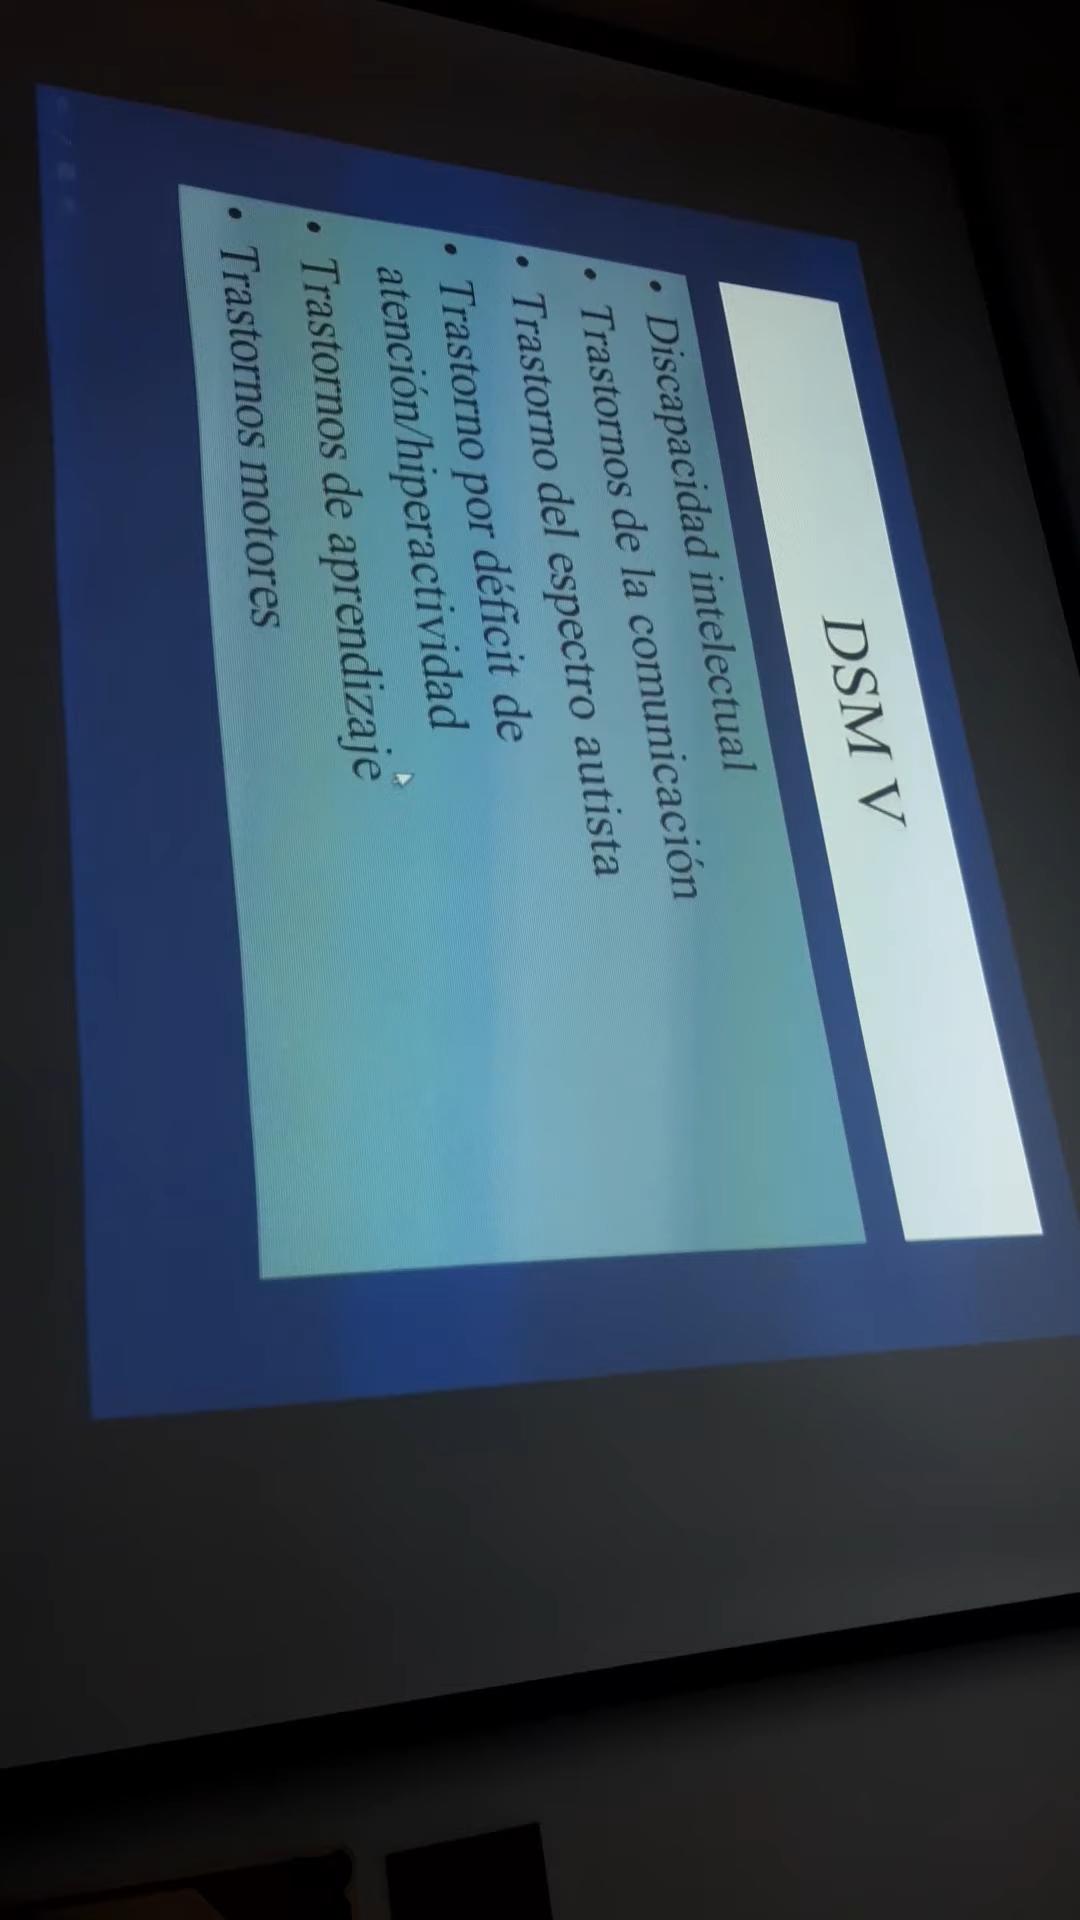 DSM V
• Discapacidad intelectual
• Trastornos de la comunicación
• Trastorno del espectro autista
• Trastorno por déficit de
atención/hiperactividad
• Trastornos de aprendizaje
• Trastornos motores